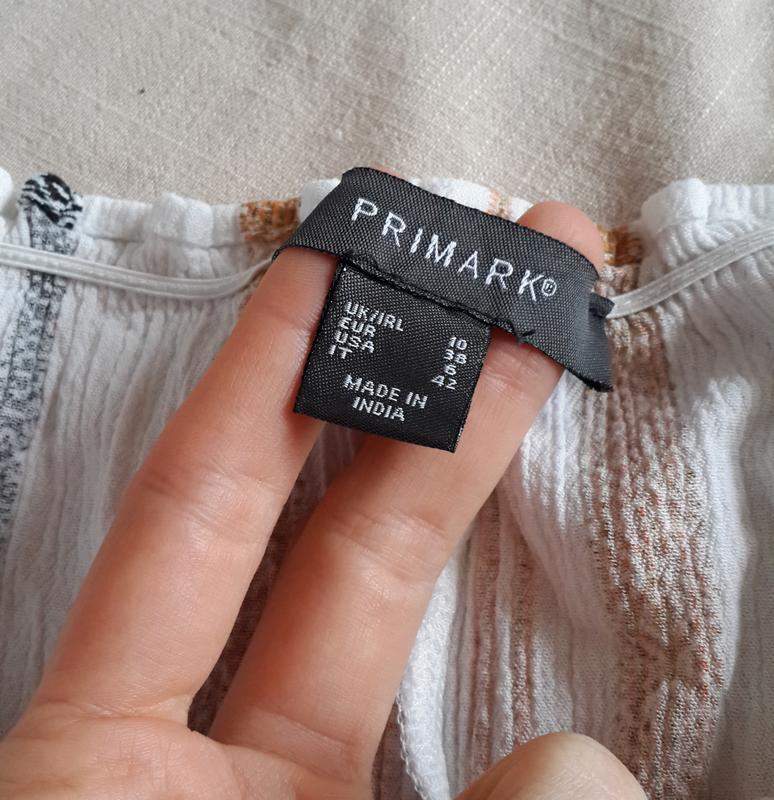 PRIMARK®
UK/IRL 10
EUR 38
USA 6
IT 42
MADE IN
INDIA